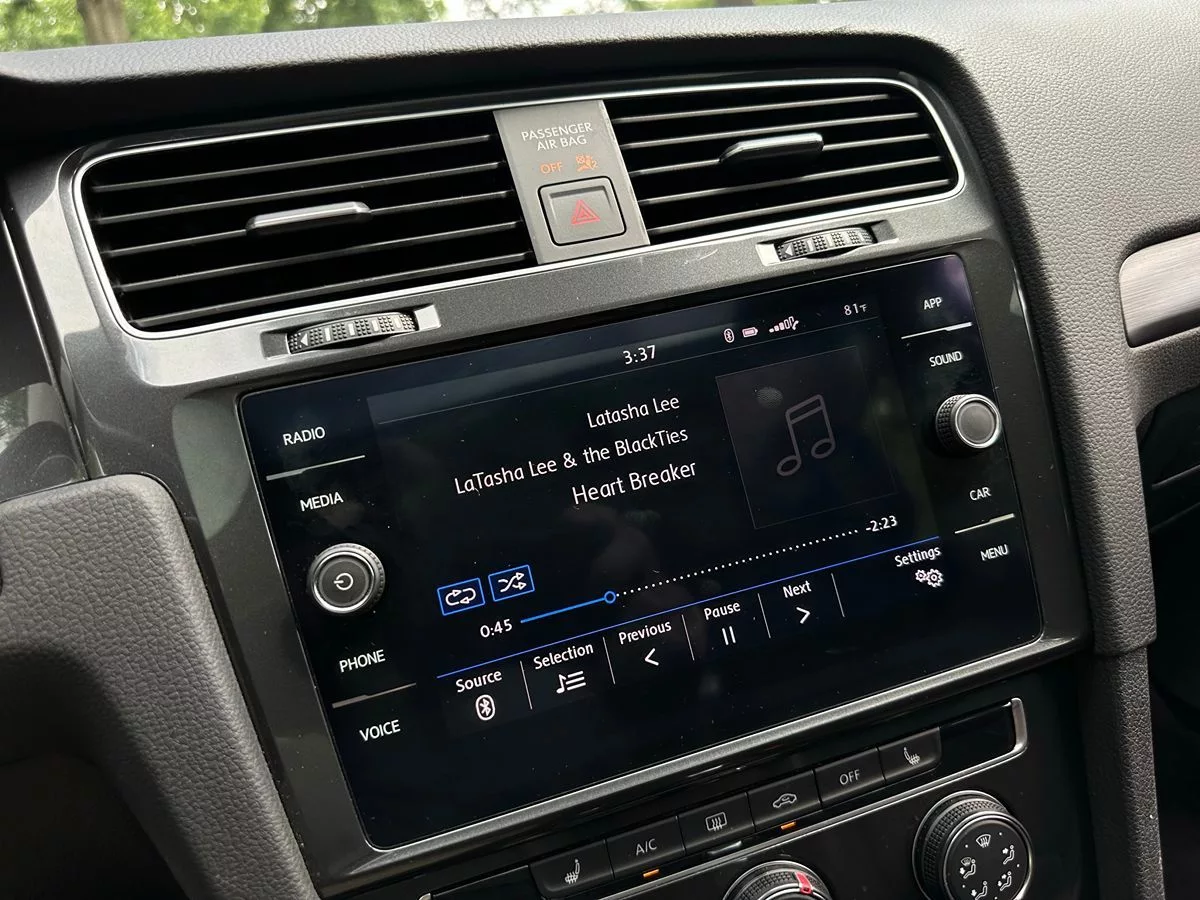 PASSENGER
AIR BAG
OFF
3:37
81°F
APP
SOUND
RADIO
MEDIA
Latasha Lee
LaTasha Lee & the BlackTies
Heart Breaker
CAR
MENU
-2:23
0:45
Settings
Next
Pause
Previous
Selection
Source
PHONE
VOICE
OFF
A/C